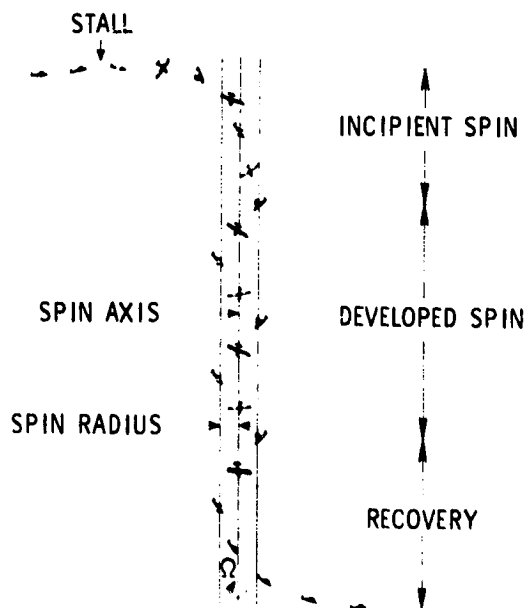 STALL
INCIPIENT SPIN
SPIN AXIS
DEVELOPED SPIN
SPIN RADIUS
RECOVERY